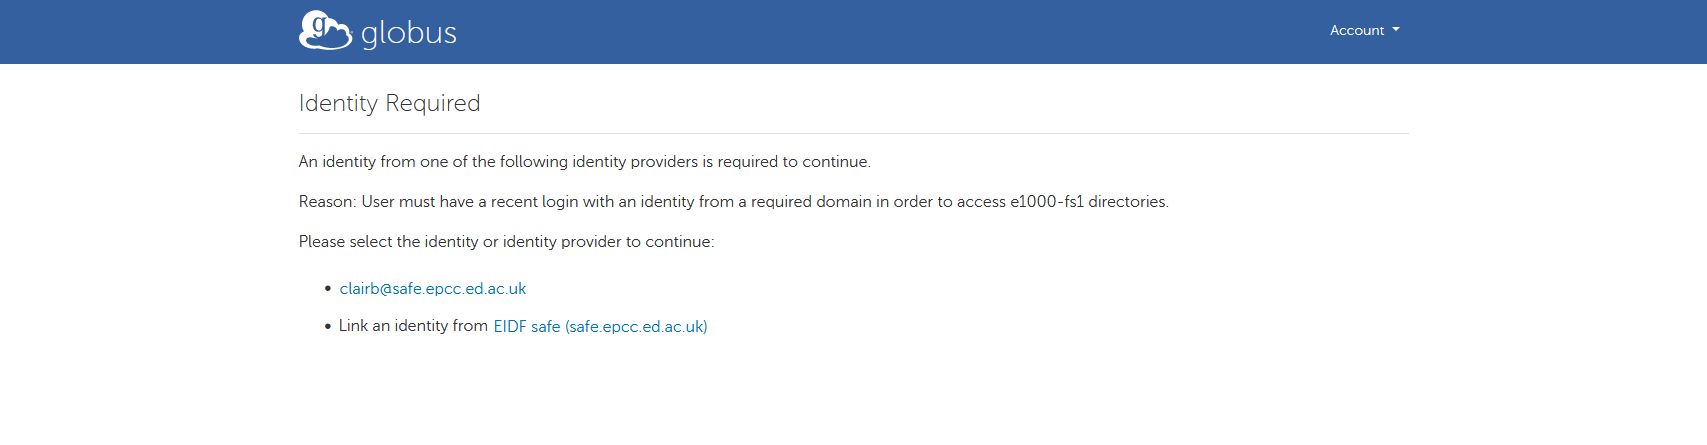 globus
Account
Identity Required
An identity from one of the following identity providers is required to continue.
Reason: User must have a recent login with an identity from a required domain in order to access e1000-fs1 directories.
Please select the identity or identity provider to continue:
• clairb@safe.epcc.ed.ac.uk
• Link an identity from EIDF safe (safe.epcc.ed.ac.uk)